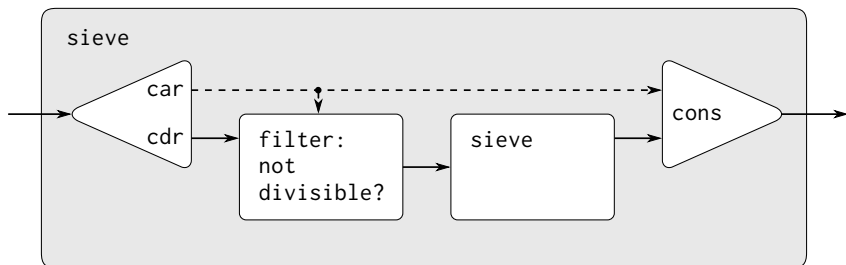 sieve
car
cdr
filter:
not
divisible?
sieve
cons